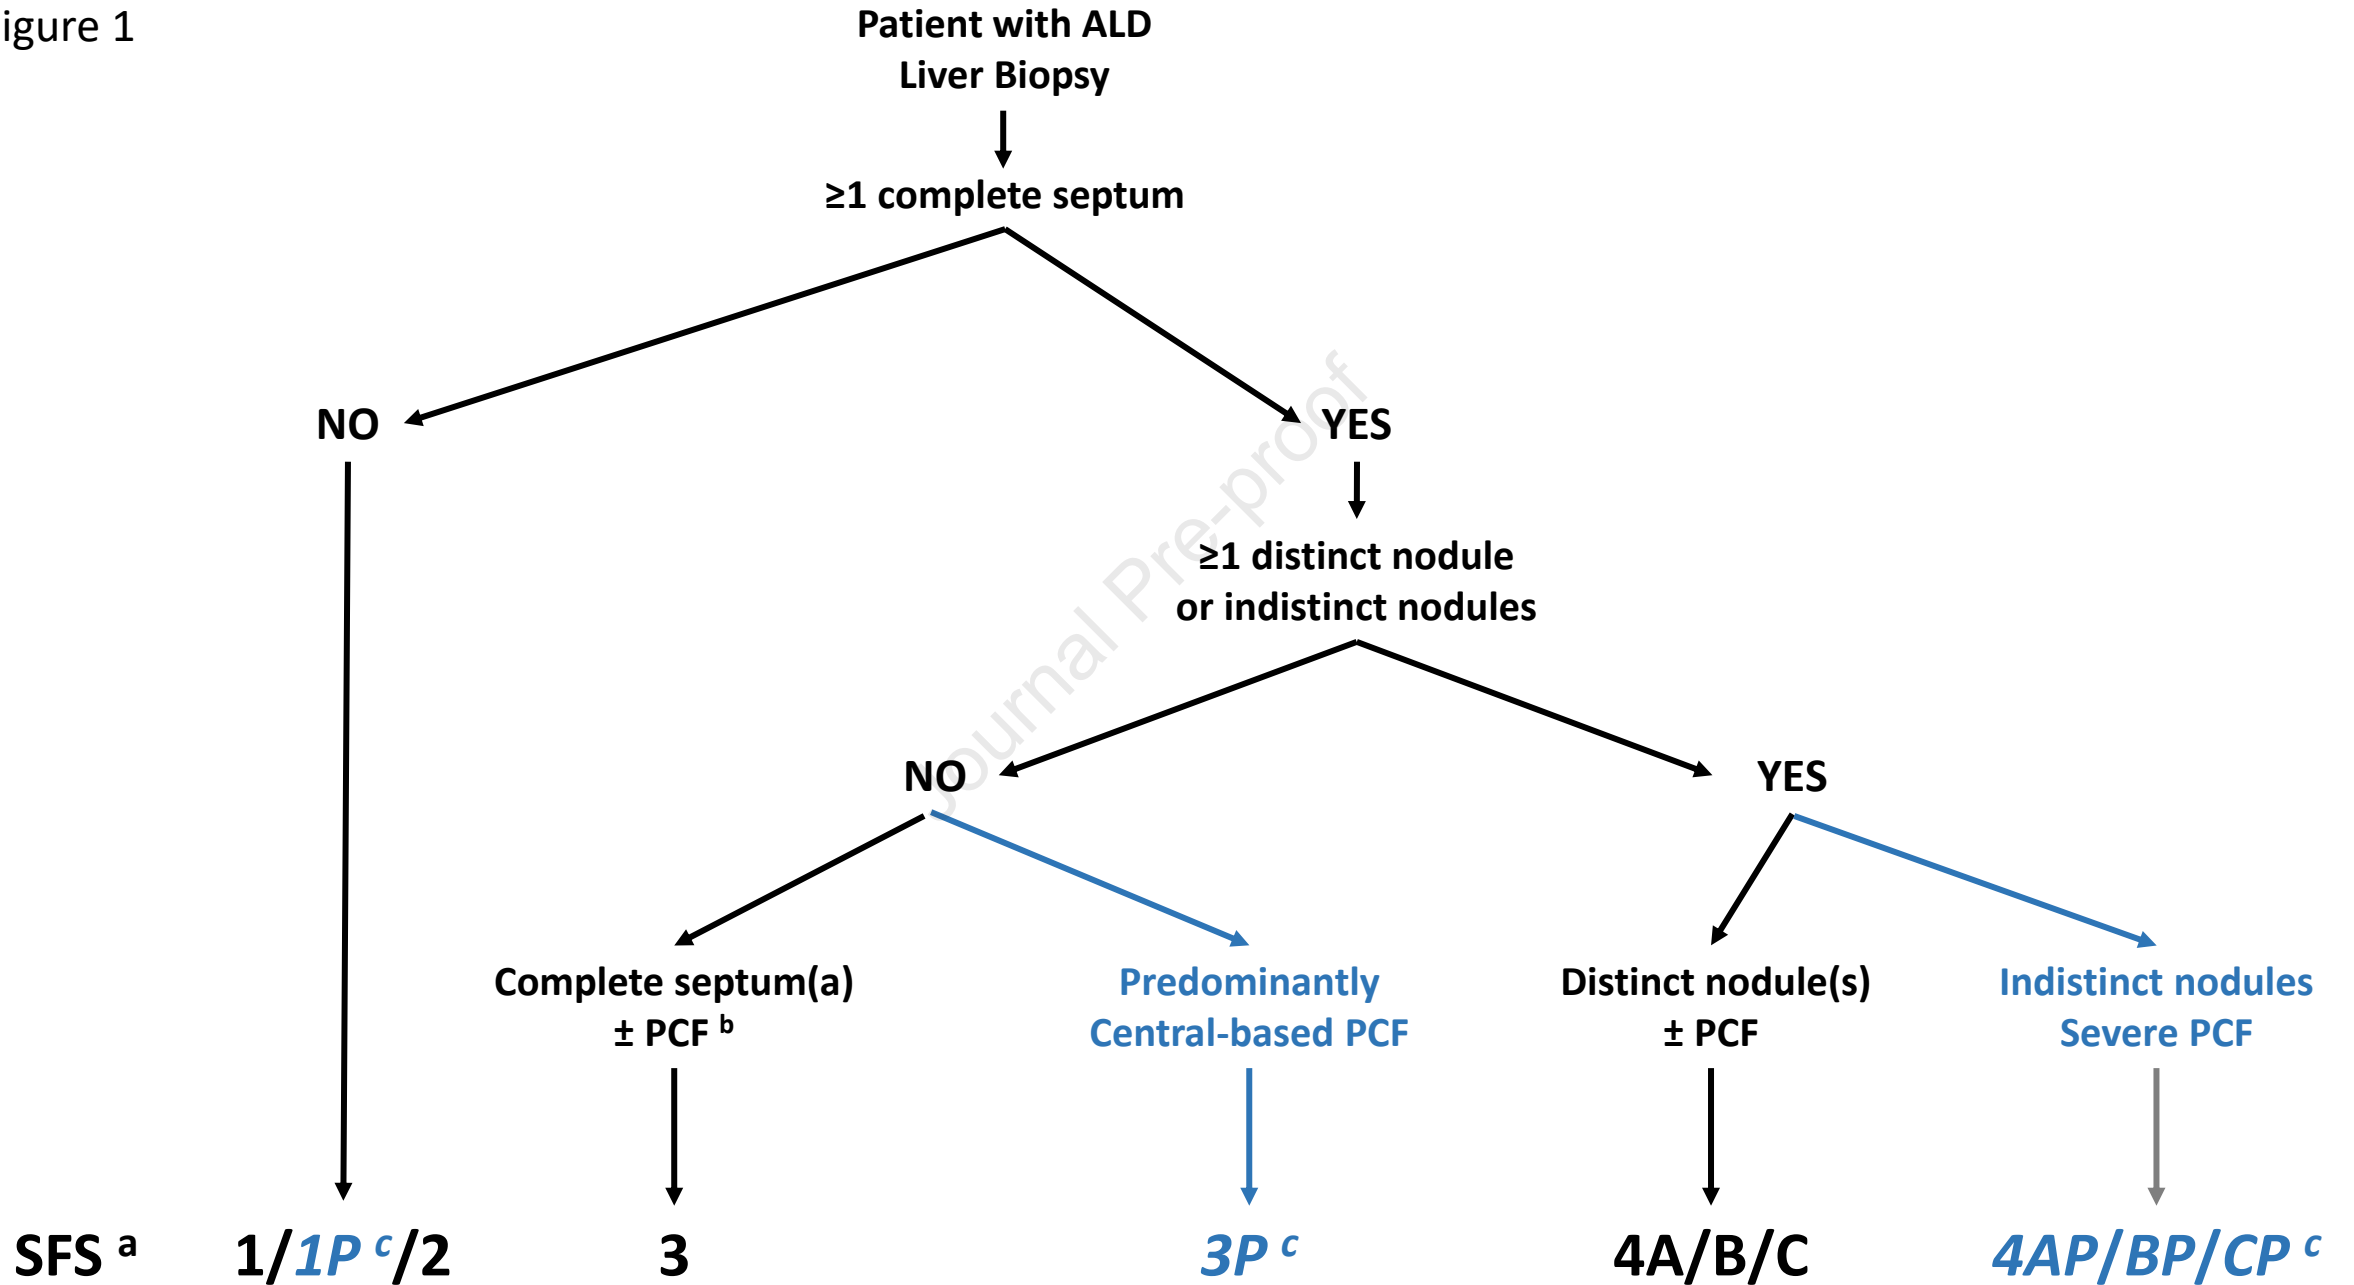 igure 1
Patient with ALD
Liver Biopsy
≥1 complete septum
NO
YES
≥1 distinct nodule
or indistinct nodules
NO
YES
Complete septum(a)
± PCF b
Predominantly
Central-based PCF
Distinct nodule(s)
± PCF
Indistinct nodules
Severe PCF
SFS a
1/1P c/2
3
3P c
4A/B/C
4AP/BP/CP c
Journal Pre-proof